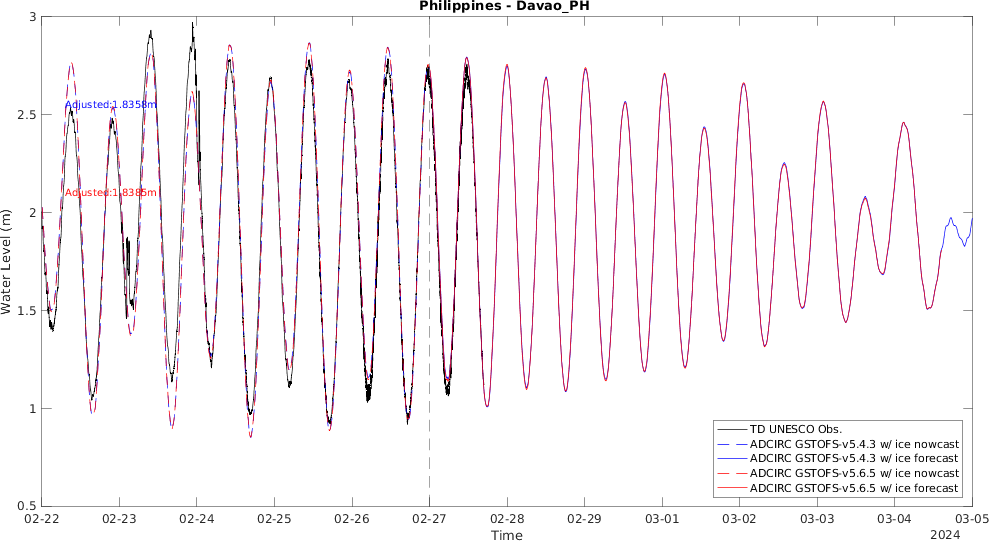 Philippines - Davao_PH
3
2.5
2
1.5
1
0.5
Water Level (m)
Adjusted:1.8358m
Adjusted:1.8385m
TD UNESCO Obs.
ADCIRC GSTOFS-v5.4.3 w/ ice nowcast
ADCIRC GSTOFS-v5.4.3 w/ ice forecast
ADCIRC GSTOFS-v5.6.5 w/ ice nowcast
ADCIRC GSTOFS-v5.6.5 w/ ice forecast
02-22 02-23 02-24 02-25 02-26 02-27 02-28 02-29 03-01 03-02 03-03 03-04 03-05
Time
2024